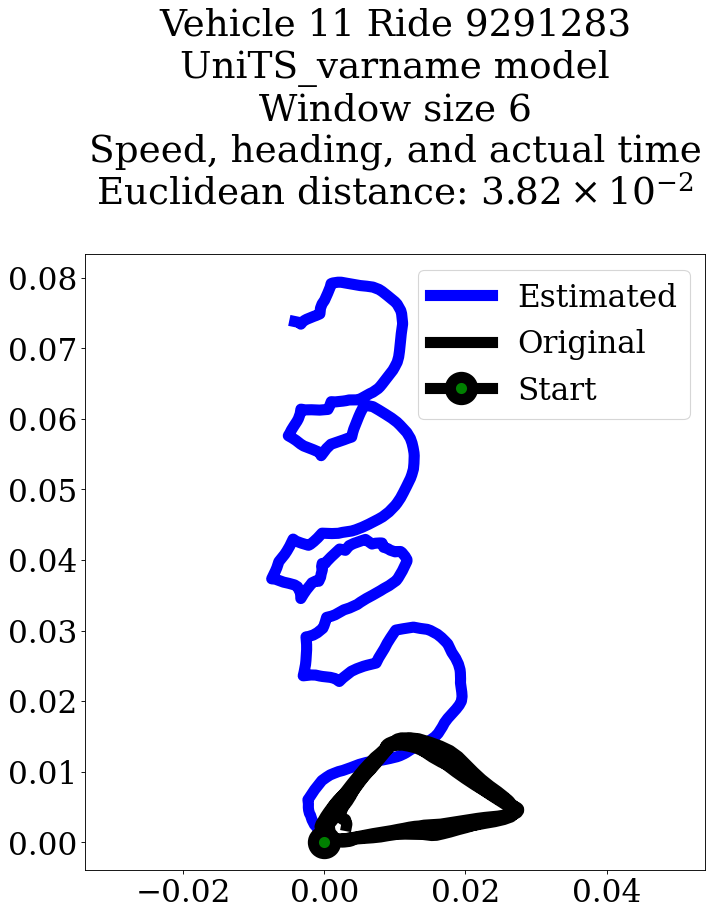 Vehicle 11 Ride 9291283
UniTS_varname model
Window size 6
Speed, heading, and actual time
Euclidean distance: 3.82 × 10⁻²
Estimated
Original
Start
0.08
0.07
0.06
0.05
0.04
0.03
0.02
0.01
0.00
−0.02 0.00 0.02 0.04